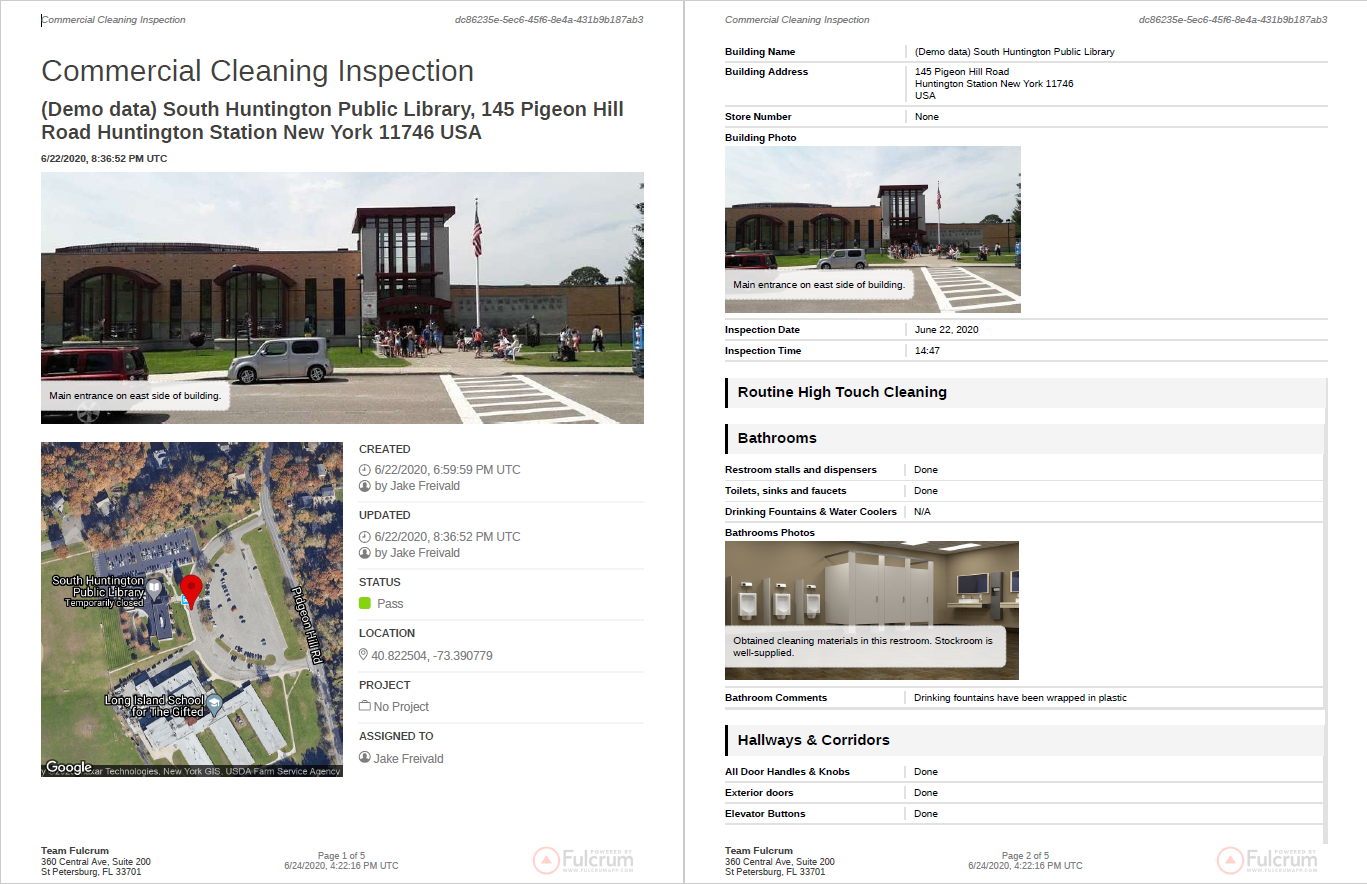 Commercial Cleaning Inspection
dc86235e-5ec6-45f6-8e4a-431b9b187ab3
Commercial Cleaning Inspection
(Demo data) South Huntington Public Library, 145 Pigeon Hill
Road Huntington Station New York 11746 USA
6/22/2020, 8:36:52 PM UTC
Main entrance on east side of building.
South Huntington
Public Library
Temporarily closed
Pidgeon Hill Rd
Long Island School
for The Gifted
Google
Technologies, New York GIS, USDA Farm Service Agency
CREATED
6/22/2020, 6:59:59 PM UTC
by Jake Freivald
UPDATED
6/22/2020, 8:36:52 PM UTC
by Jake Freivald
STATUS
Pass
LOCATION
40.822504, -73.390779
PROJECT
No Project
ASSIGNED TO
Jake Freivald
Team Fulcrum
360 Central Ave, Suite 200
St Petersburg, FL 33701
Page 1 of 5
6/24/2020, 4:22:16 PM UTC
POWERED BY
Fulcrum
WWW.FULCRUMAPP.COM
Commercial Cleaning Inspection
dc86235e-5ec6-45f6-8e4a-431b9b187ab3
Building Name (Demo data) South Huntington Public Library
Building Address 145 Pigeon Hill Road
Huntington Station New York 11746
USA
Store Number None
Building Photo
Main entrance on east side of building.
Inspection Date June 22, 2020
Inspection Time 14:47
Routine High Touch Cleaning
Bathrooms
Restroom stalls and dispensers Done
Toilets, sinks and faucets Done
Drinking Fountains & Water Coolers N/A
Bathrooms Photos
Obtained cleaning materials in this restroom. Stockroom is
well-supplied.
Bathroom Comments Drinking fountains have been wrapped in plastic
Hallways & Corridors
All Door Handles & Knobs Done
Exterior doors Done
Elevator Buttons Done
Team Fulcrum
360 Central Ave, Suite 200
St Petersburg, FL 33701
Page 2 of 5
6/24/2020, 4:22:16 PM UTC
POWERED BY
Fulcrum
WWW.FULCRUMAPP.COM